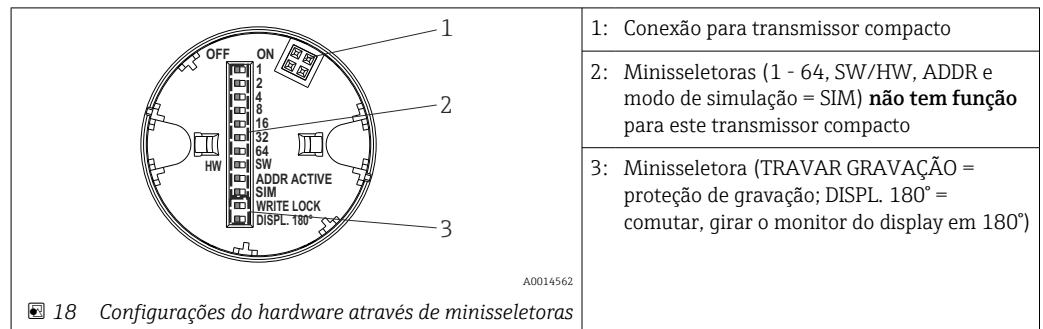 OFF ON
1
2
4
8
16
32
64
HW SW
ADDR ACTIVE
SIM
WRITE LOCK
DISPL. 180°
1
2
3
A0014562
18 Configurações do hardware através de minisseletoras
1: Conexão para transmissor compacto
2: Minisseletoras (1 - 64, SW/HW, ADDR e
modo de simulação = SIM) não tem função
para este transmissor compacto
3: Minisseletora (TRAVAR GRAVAÇÃO =
proteção de gravação; DISPL. 180° =
comutar, girar o monitor do display em 180°)